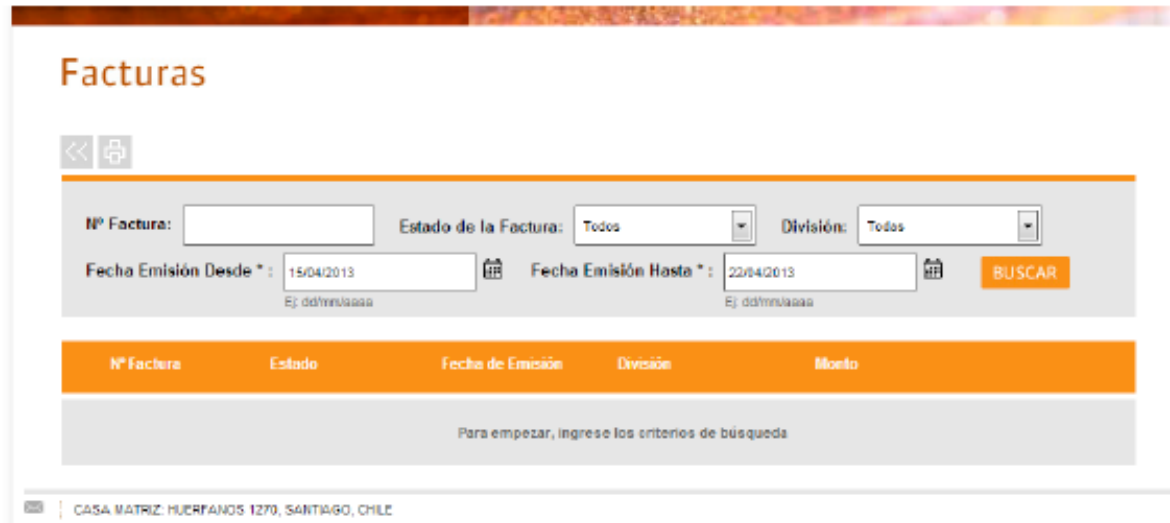 Facturas
Nº Factura: Estado de la Factura: Todos División: Todas
Fecha Emisión Desde * : 15/04/2013 Fecha Emisión Hasta * : 22/04/2013 BUSCAR
Ej: dd/mm/aaaa Ej: dd/mm/aaaa
Nº Factura Estado Fecha de Emisión División Monto
Para empezar, ingrese los criterios de búsqueda
CASA MATRIZ: HUERFANOS 1270, SANTIAGO, CHILE